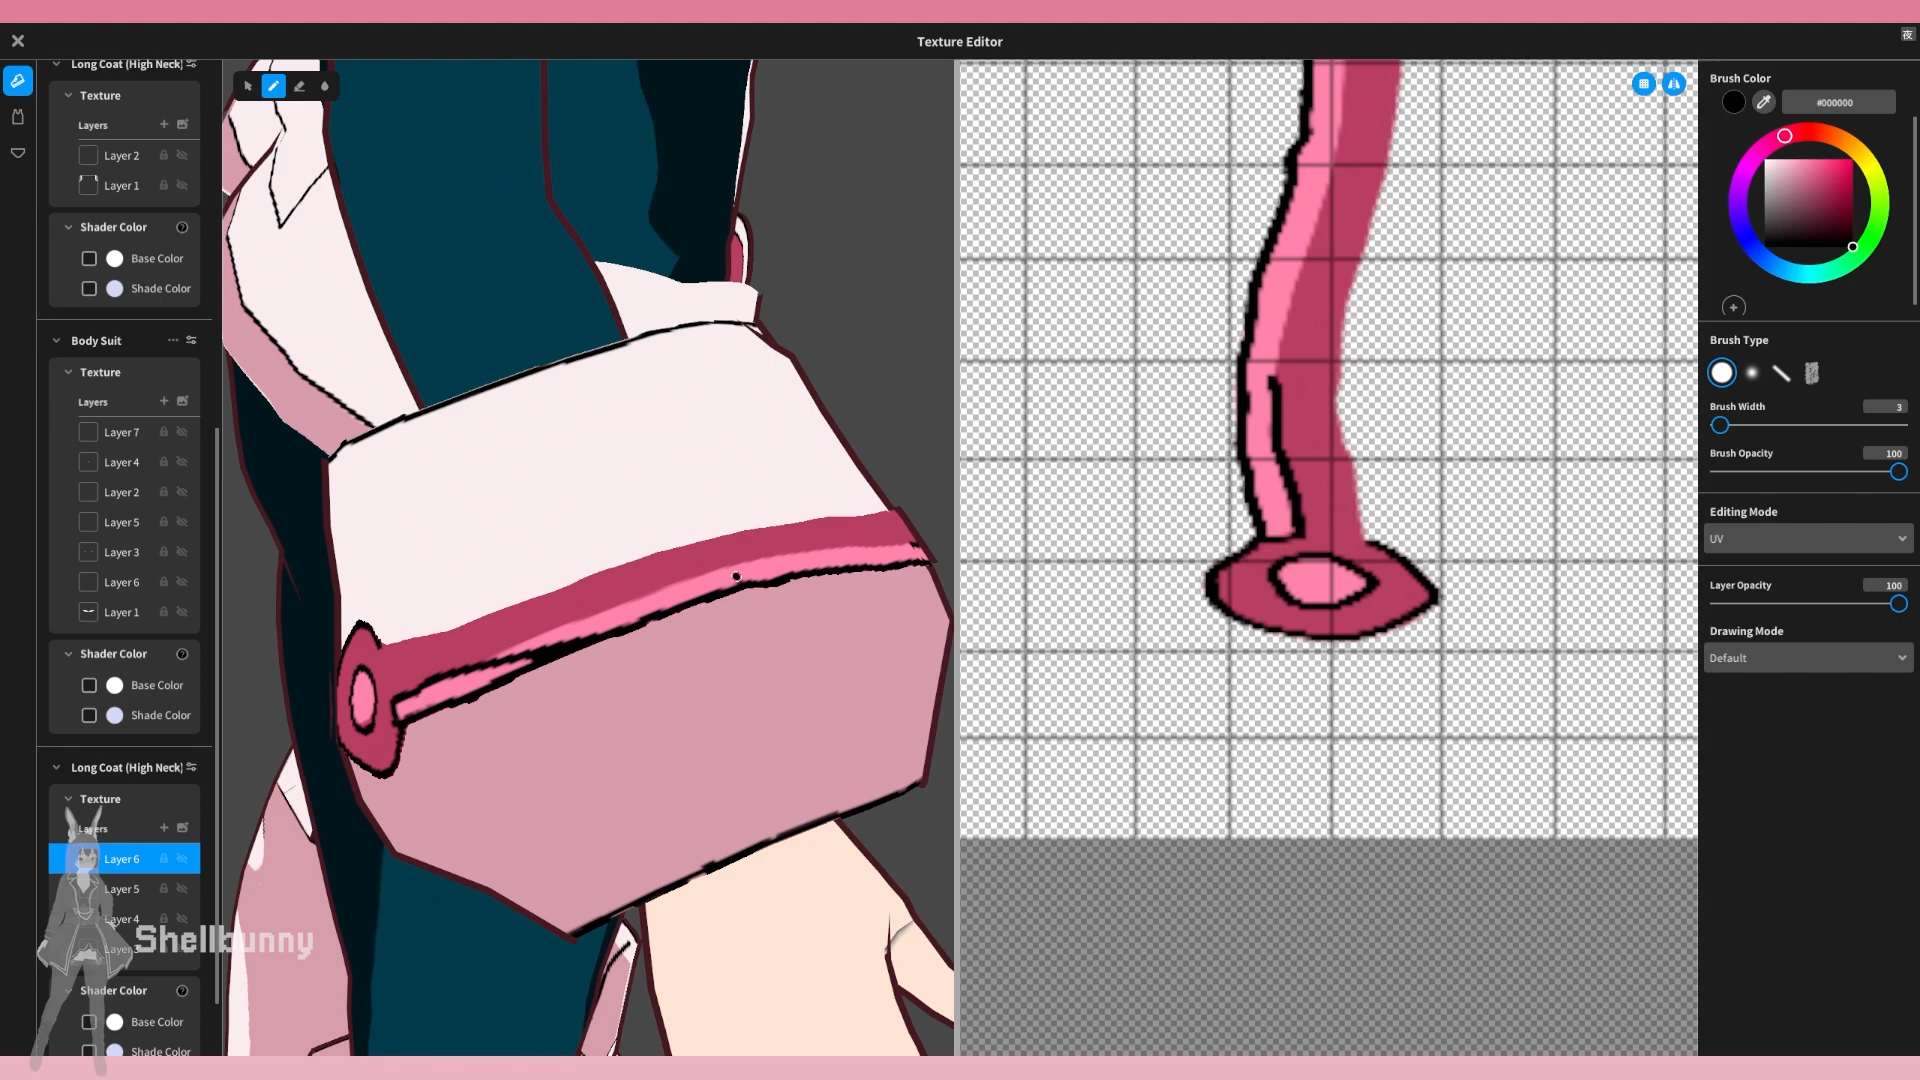 Texture Editor
夜
Long Coat (High Neck)
Texture
Layers
Layer 2
Layer 1
Shader Color
Base Color
Shade Color
Body Suit
Texture
Layers
Layer 7
Layer 4
Layer 2
Layer 5
Layer 3
Layer 6
Layer 1
Shader Color
Base Color
Shade Color
Long Coat (High Neck)
Texture
Layers
Layer 6
Layer 5
Layer 4
Layer 3
Shellbunny
Shader Color
Base Color
Shade Color
Brush Color
#000000
Brush Type
Brush Width
3
Brush Opacity
100
Editing Mode
UV
Layer Opacity
100
Drawing Mode
Default